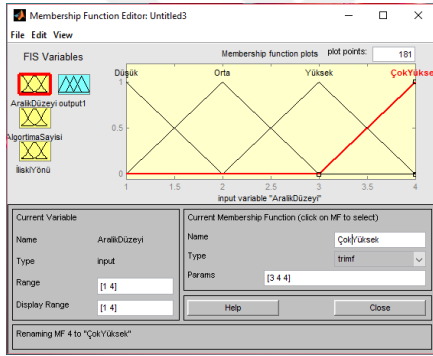 Membership Function Editor: Untitled3
File Edit View
FIS Variables
Membership function plots plot points: 181
Düşük Orta Yüksek ÇokYükse
AralikDüzeyi output1
AlgortimaSayisi
İliskiYönü
1
0.5
0
1 1.5 2 2.5 3 3.5 4
input variable "AralikDüzeyi"
Current Variable
Name AralikDüzeyi
Type input
Range [1 4]
Display Range [1 4]
Current Membership Function (click on MF to select)
Name ÇokYüksek
Type trimf
Params [3 4 4]
Help Close
Renaming MF 4 to "ÇokYüksek"